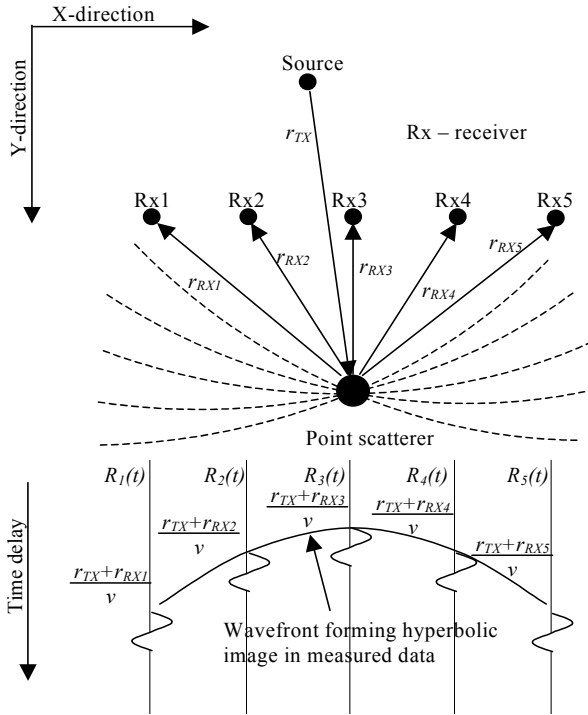 X-direction
Y-direction
Source
r_TX
Rx – receiver
Rx1 Rx2 Rx3 Rx4 Rx5
r_RX1 r_RX2 r_RX3 r_RX4 r_RX5
Point scatterer
R_1(t) R_2(t) R_3(t) R_4(t) R_5(t)
Time delay
r_TX+r_RX1
v
r_TX+r_RX2
v
r_TX+r_RX3
v
r_TX+r_RX4
v
r_TX+r_RX5
v
Wavefront forming hyperbolic
image in measured data